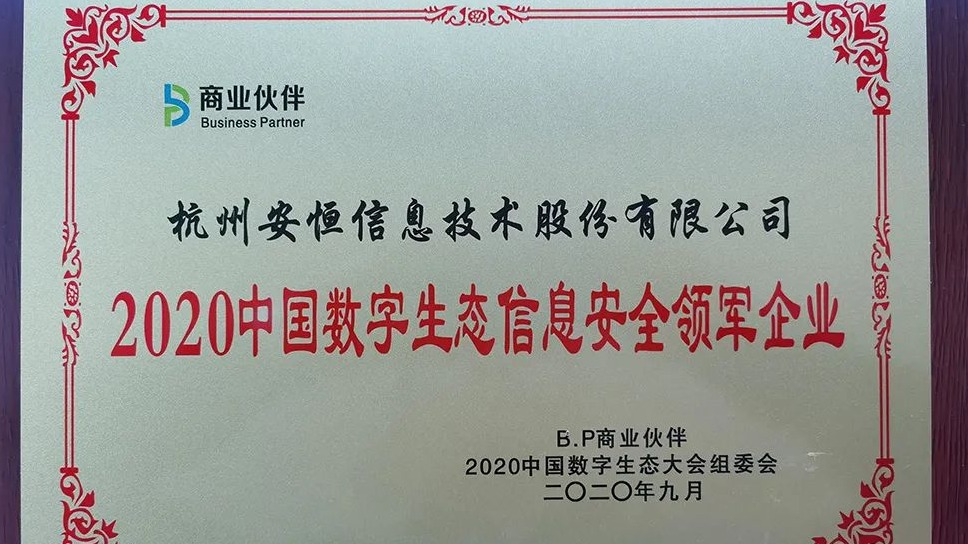 商业伙伴
Business Partner
杭州安恒信息技术股份有限公司
2020中国数字生态信息安全领军企业
B.P商业伙伴
2020中国数字生态大会组委会
二〇二〇年九月